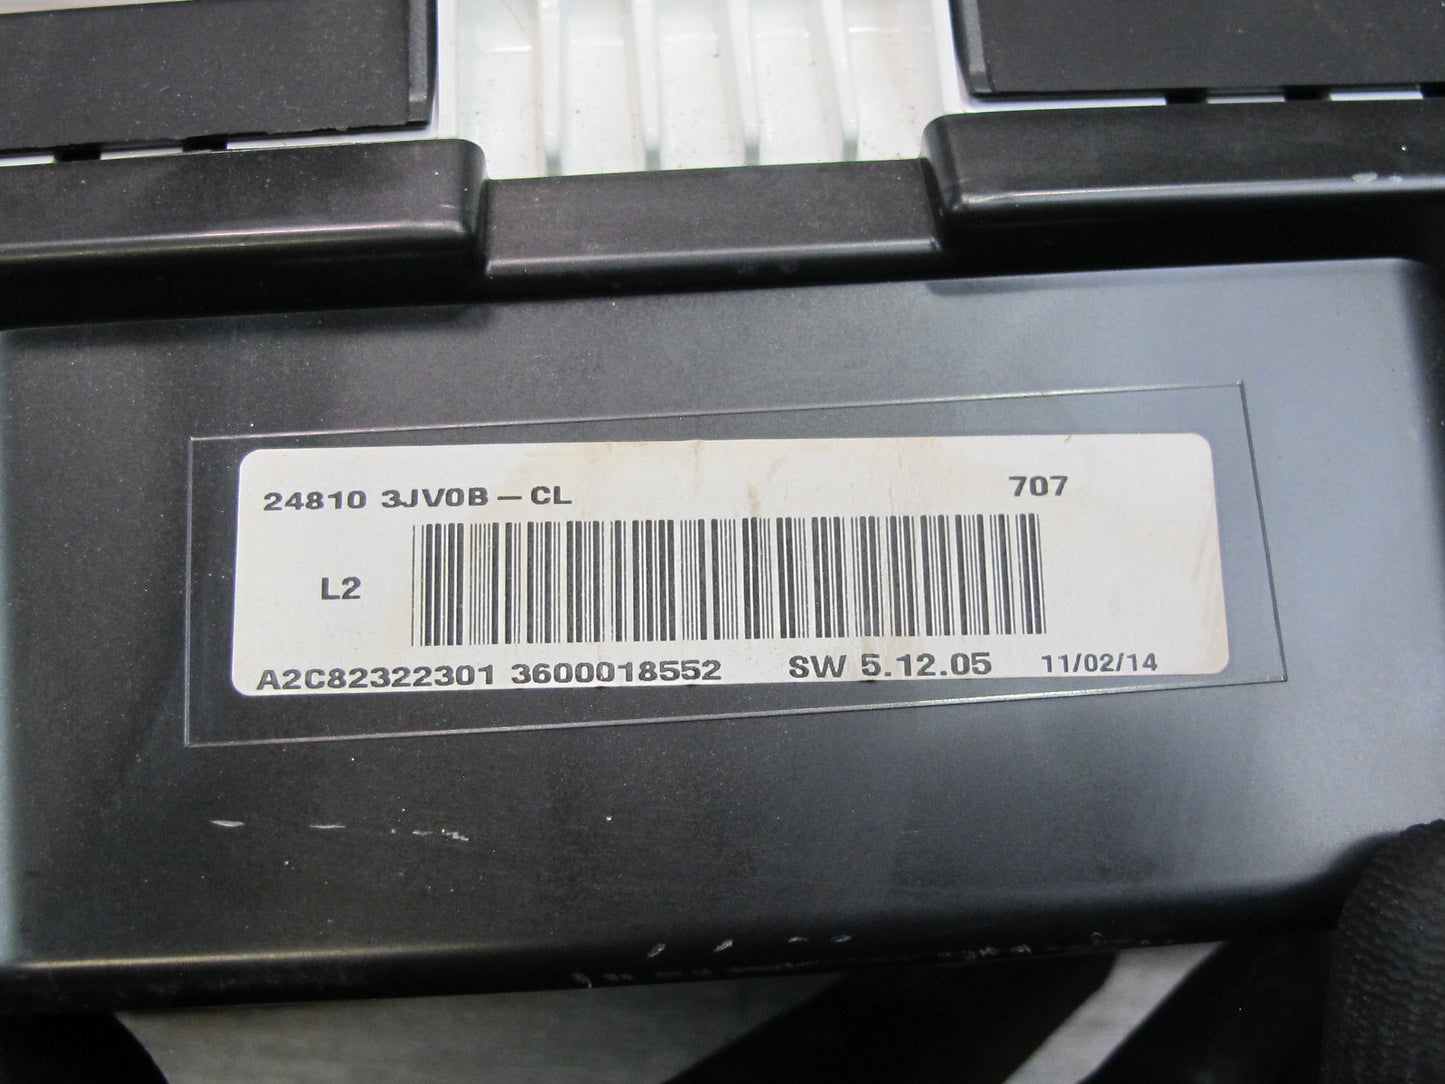 24810 3JV0B – CL 707
L2
A2C82322301 3600018552 SW 5.12.05 11/02/14